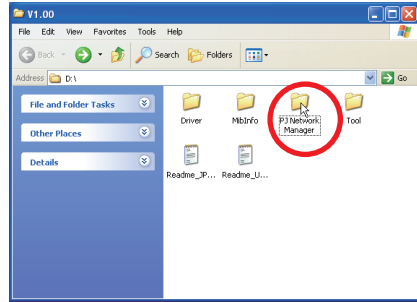 V1.00
File Edit View Favorites Tools Help
Back Search Folders
Address D:\ Go
File and Folder Tasks
Other Places
Details
Driver MibInfo PJ Network Manager Tool
Readme_JP... Readme_U...